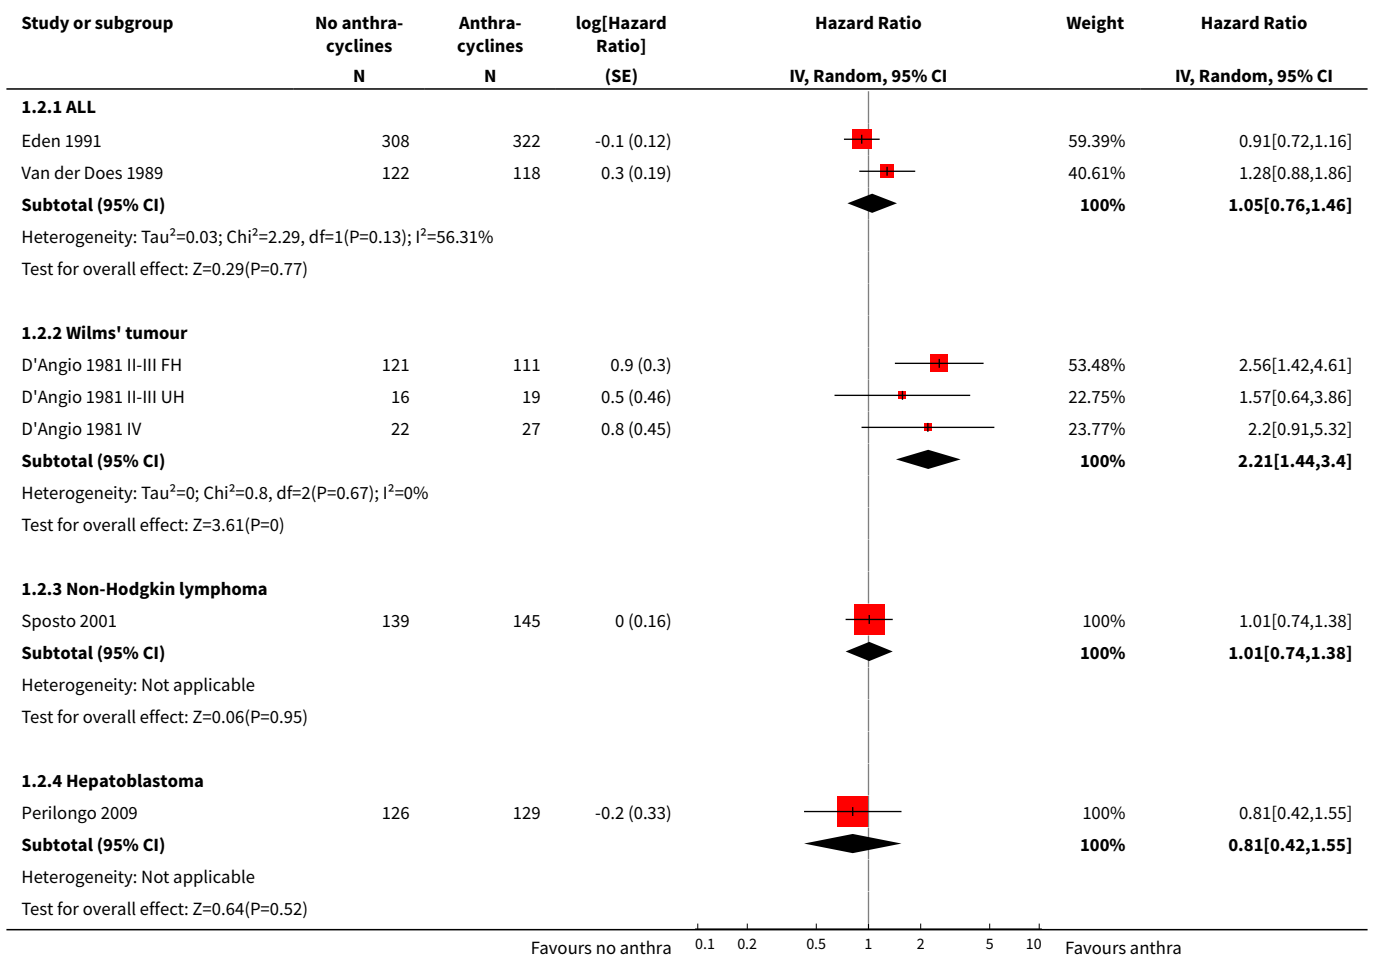 Study or subgroup No anthra- Anthra- log[Hazard Hazard Ratio Weight Hazard Ratio
cyclines cyclines Ratio]
N N (SE) IV, Random, 95% CI IV, Random, 95% CI
1.2.1 ALL
Eden 1991 308 322 -0.1 (0.12) 59.39% 0.91[0.72,1.16]
Van der Does 1989 122 118 0.3 (0.19) 40.61% 1.28[0.88,1.86]
Subtotal (95% CI) 100% 1.05[0.76,1.46]
Heterogeneity: Tau²=0.03; Chi²=2.29, df=1(P=0.13); I²=56.31%
Test for overall effect: Z=0.29(P=0.77)
1.2.2 Wilms' tumour
D'Angio 1981 II-III FH 121 111 0.9 (0.3) 53.48% 2.56[1.42,4.61]
D'Angio 1981 II-III UH 16 19 0.5 (0.46) 22.75% 1.57[0.64,3.86]
D'Angio 1981 IV 22 27 0.8 (0.45) 23.77% 2.2[0.91,5.32]
Subtotal (95% CI) 100% 2.21[1.44,3.4]
Heterogeneity: Tau²=0; Chi²=0.8, df=2(P=0.67); I²=0%
Test for overall effect: Z=3.61(P=0)
1.2.3 Non-Hodgkin lymphoma
Sposto 2001 139 145 0 (0.16) 100% 1.01[0.74,1.38]
Subtotal (95% CI) 100% 1.01[0.74,1.38]
Heterogeneity: Not applicable
Test for overall effect: Z=0.06(P=0.95)
1.2.4 Hepatoblastoma
Perilongo 2009 126 129 -0.2 (0.33) 100% 0.81[0.42,1.55]
Subtotal (95% CI) 100% 0.81[0.42,1.55]
Heterogeneity: Not applicable
Test for overall effect: Z=0.64(P=0.52)
Favours no anthra 0.1 0.2 0.5 1 2 5 10 Favours anthra